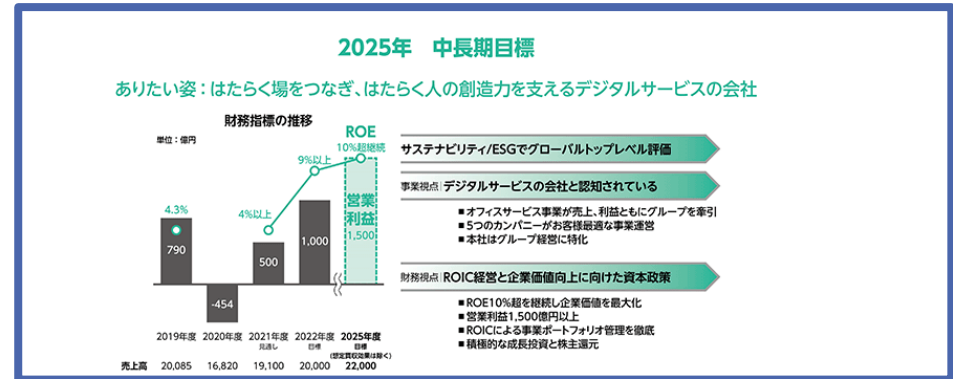 2025年　中長期目標
ありたい姿：はたらく場をつなぎ、はたらく人の創造力を支えるデジタルサービスの会社
財務指標の推移
単位：億円
ROE
10%超継続
9%以上
4%以上
4.3%
営業
利益
1,500
790
-454
500
1,000
2019年度 2020年度 2021年度 2022年度 2025年度
見通し 目標 目標
(想定買収効果は除く)
売上高 20,085 16,820 19,100 20,000 22,000
サステナビリティ/ESGでグローバルトップレベル評価
事業視点｜デジタルサービスの会社と認知されている
■オフィスサービス事業が売上、利益ともにグループを牽引
■5つのカンパニーがお客様最適な事業運営
■本社はグループ経営に特化
財務視点｜ROIC経営と企業価値向上に向けた資本政策
■ROE10%超を継続し企業価値を最大化
■営業利益1,500億円以上
■ROICによる事業ポートフォリオ管理を徹底
■積極的な成長投資と株主還元